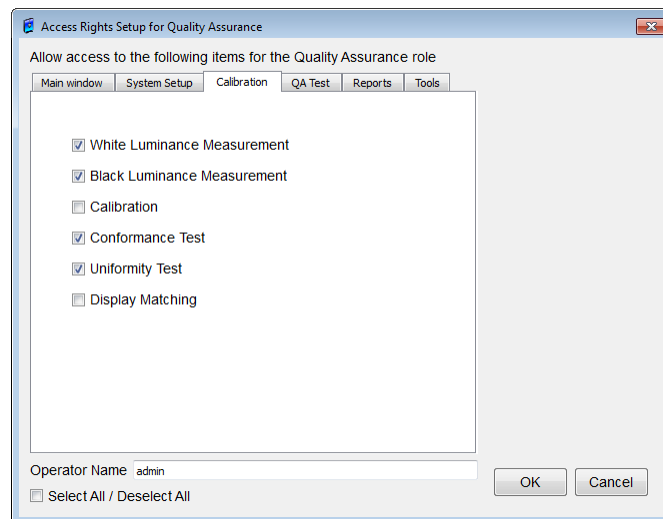 Access Rights Setup for Quality Assurance
Allow access to the following items for the Quality Assurance role
Main window System Setup Calibration QA Test Reports Tools
White Luminance Measurement
Black Luminance Measurement
Calibration
Conformance Test
Uniformity Test
Display Matching
Operator Name admin
OK Cancel
Select All / Deselect All